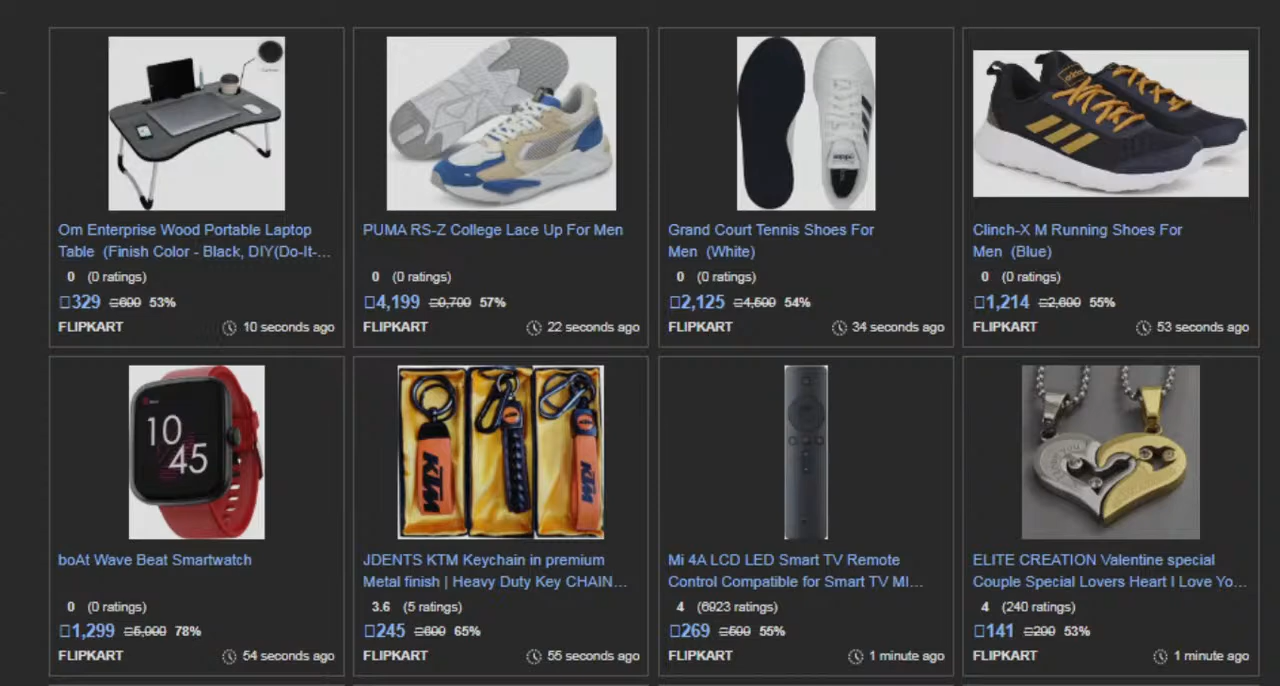 Om Enterprise Wood Portable Laptop
Table (Finish Color - Black, DIY(Do-It-...
0 (0 ratings)
▯329 =600 53%
FLIPKART 10 seconds ago
PUMA RS-Z College Lace Up For Men
0 (0 ratings)
▯4,199 =9,700 57%
FLIPKART 22 seconds ago
Grand Court Tennis Shoes For
Men (White)
0 (0 ratings)
▯2,125 =4,500 54%
FLIPKART 34 seconds ago
Clinch-X M Running Shoes For
Men (Blue)
0 (0 ratings)
▯1,214 =2,600 55%
FLIPKART 53 seconds ago
10
45
boAt Wave Beat Smartwatch
0 (0 ratings)
▯1,299 =5,000 78%
FLIPKART 54 seconds ago
KTM
KTM
JDENTS KTM Keychain in premium
Metal finish | Heavy Duty Key CHAIN...
3.6 (5 ratings)
▯245 =600 65%
FLIPKART 55 seconds ago
Mi 4A LCD LED Smart TV Remote
Control Compatible for Smart TV MI...
4 (6923 ratings)
▯269 =500 55%
FLIPKART 1 minute ago
ELITE CREATION Valentine special
Couple Special Lovers Heart I Love Yo...
4 (240 ratings)
▯141 =200 53%
FLIPKART 1 minute ago